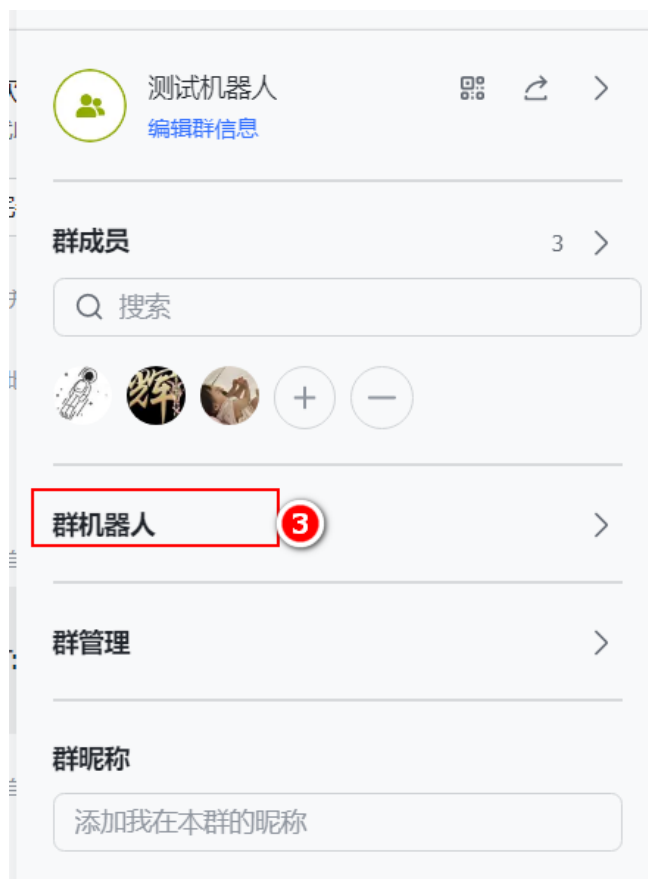 测试机器人
编辑群信息
群成员
3
搜索
辉
群机器人
3
群管理
群昵称
添加我在本群的昵称